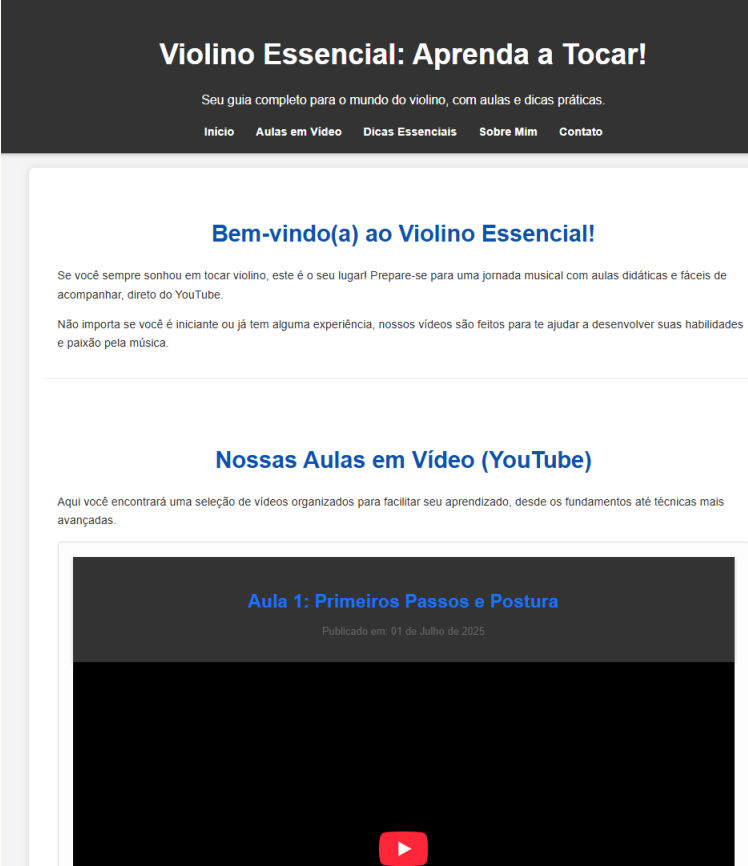 Violino Essencial: Aprenda a Tocar!
Seu guia completo para o mundo do violino, com aulas e dicas práticas.
Início Aulas em Vídeo Dicas Essenciais Sobre Mim Contato
Bem-vindo(a) ao Violino Essencial!
Se você sempre sonhou em tocar violino, este é o seu lugar! Prepare-se para uma jornada musical com aulas didáticas e fáceis de
acompanhar, direto do YouTube.
Não importa se você é iniciante ou já tem alguma experiência, nossos vídeos são feitos para te ajudar a desenvolver suas habilidades
e paixão pela música.
Nossas Aulas em Vídeo (YouTube)
Aqui você encontrará uma seleção de vídeos organizados para facilitar seu aprendizado, desde os fundamentos até técnicas mais
avançadas.
Aula 1: Primeiros Passos e Postura
Publicado em: 01 de Julho de 2025